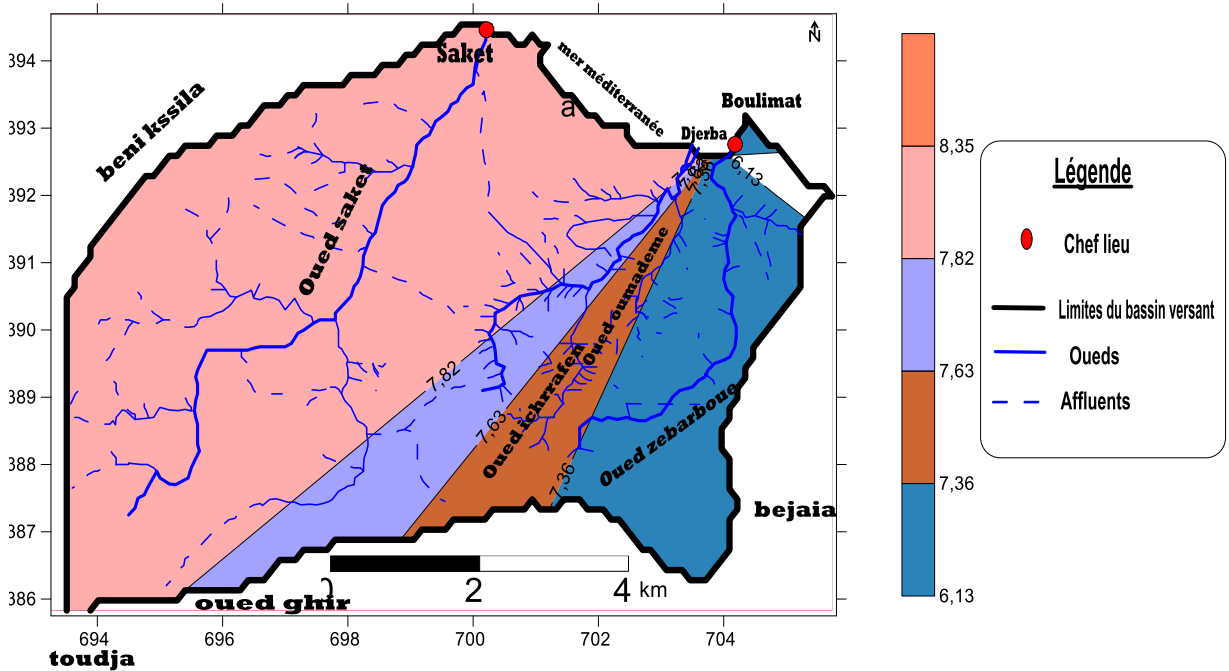 N
394
393
392
391
390
389
388
387
386
694
696
698
700
702
704
Saket
beni kssila
mer méditerranée
a
Boulimat
Djerba
6,13
7,36
Oued saket
Oued oumademe
Oued ichrrafen
Oued zebarboue
7,82
7,63
7,36
bejaia
2
4 km
oued ghir
toudja
8,35
7,82
7,63
7,36
6,13
Légende
Chef lieu
Limites du bassin versant
Oueds
Affluents